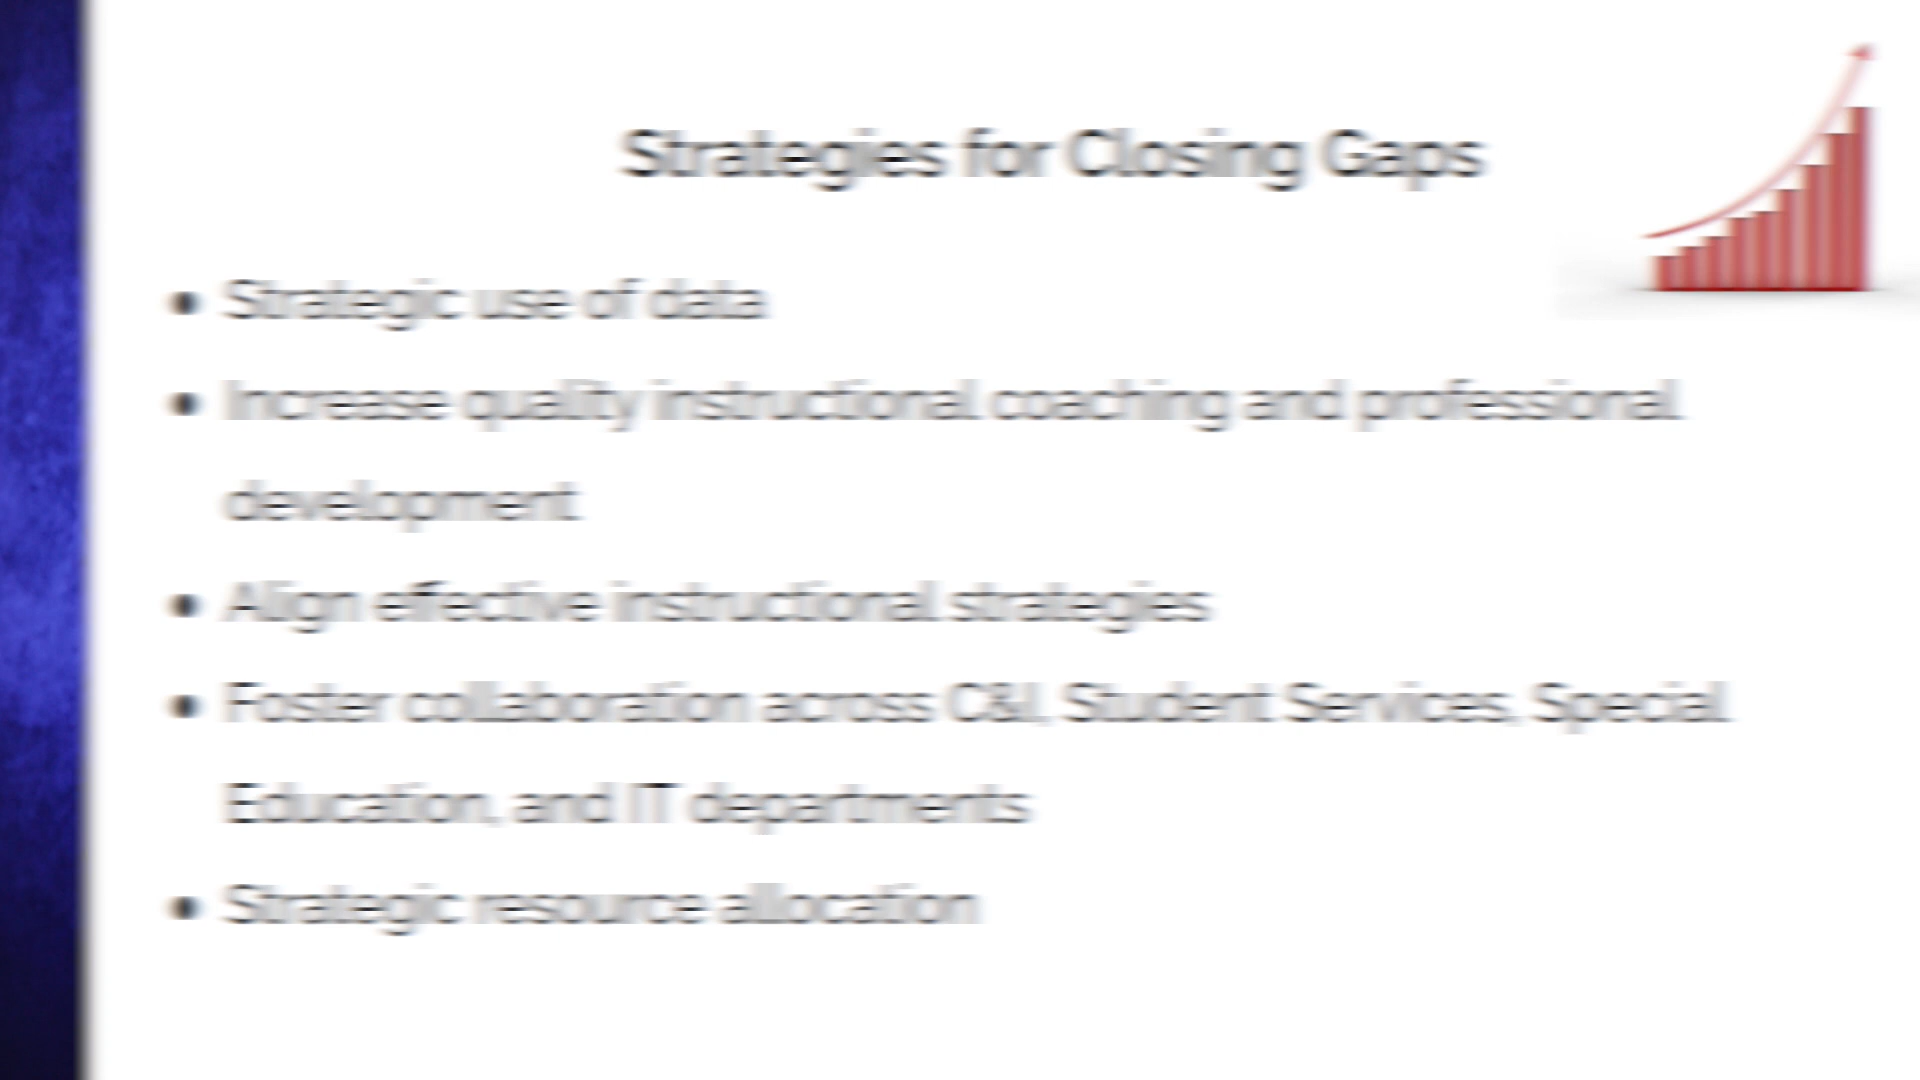 Strategies for Closing Gaps
• Strategic use of data
• Increase quality instructional coaching and professional
development
• Align effective instructional strategies
• Foster collaboration across C&I, Student Services, Special
Education, and IT departments
• Strategic resource allocation